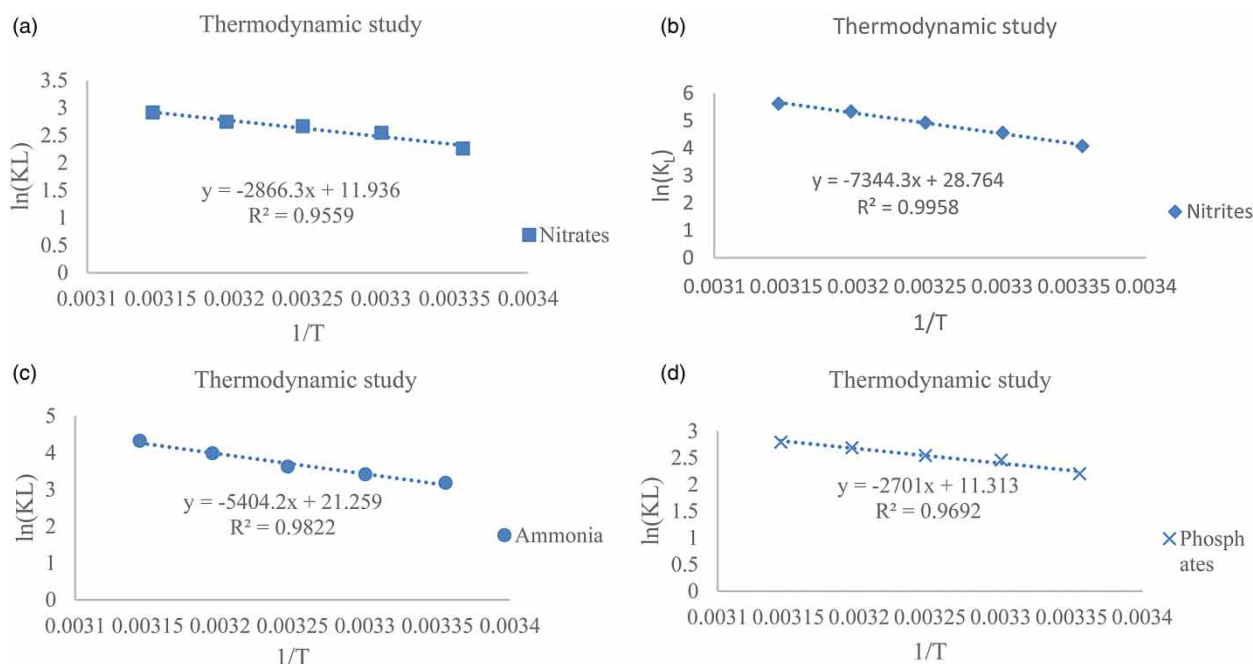 (a)
Thermodynamic study
3.5
3
2.5
2
1.5
1
0.5
0
ln(KL)
y = -2866.3x + 11.936
R² = 0.9559
Nitrates
0.0031 0.00315 0.0032 0.00325 0.0033 0.00335 0.0034
1/T
(b)
Thermodynamic study
6
5
4
3
2
1
0
ln(K_L)
y = -7344.3x + 28.764
R² = 0.9958
Nitrites
0.0031 0.00315 0.0032 0.00325 0.0033 0.00335 0.0034
1/T
(c)
Thermodynamic study
5
4
3
2
1
0
ln(KL)
y = -5404.2x + 21.259
R² = 0.9822
Ammonia
0.0031 0.00315 0.0032 0.00325 0.0033 0.00335 0.0034
1/T
(d)
Thermodynamic study
3
2.5
2
1.5
1
0.5
0
ln(KL)
y = -2701x + 11.313
R² = 0.9692
Phosph
ates
0.0031 0.00315 0.0032 0.00325 0.0033 0.00335 0.0034
1/T